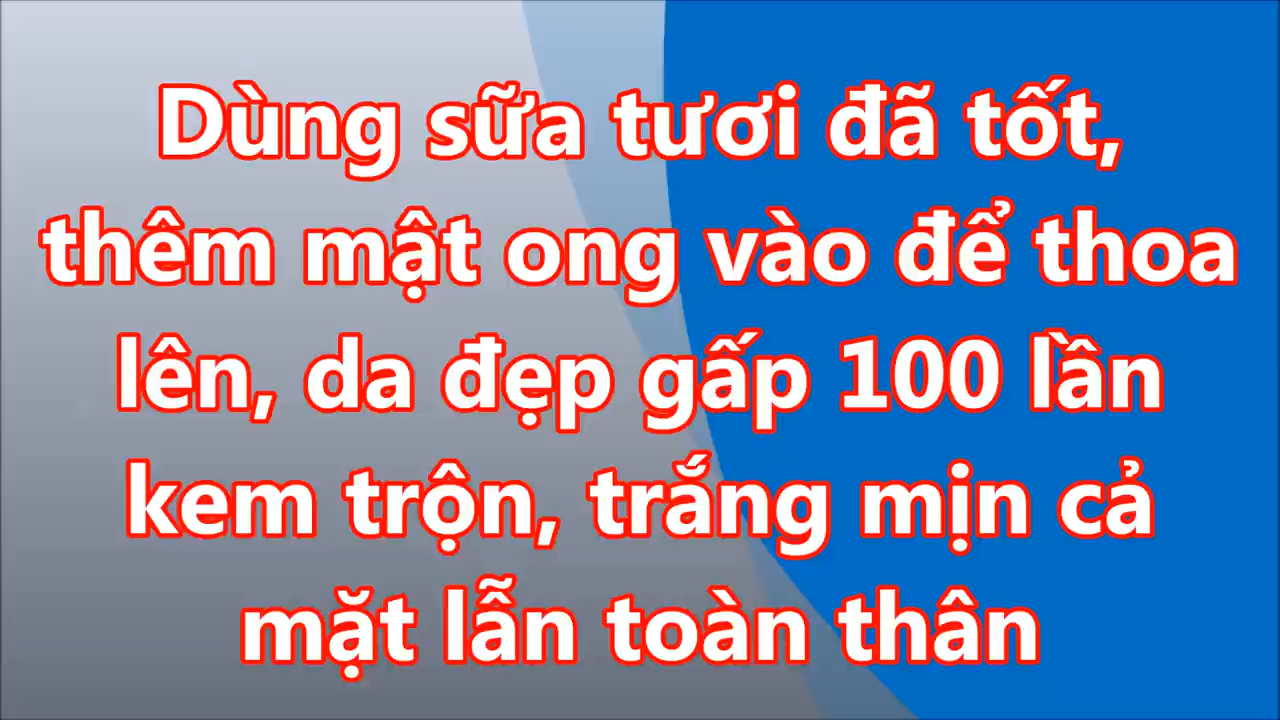 Dùng sữa tươi đã tốt,
thêm mật ong vào để thoa
lên, da đẹp gấp 100 lần
kem trộn, trắng mịn cả
mặt lẫn toàn thân